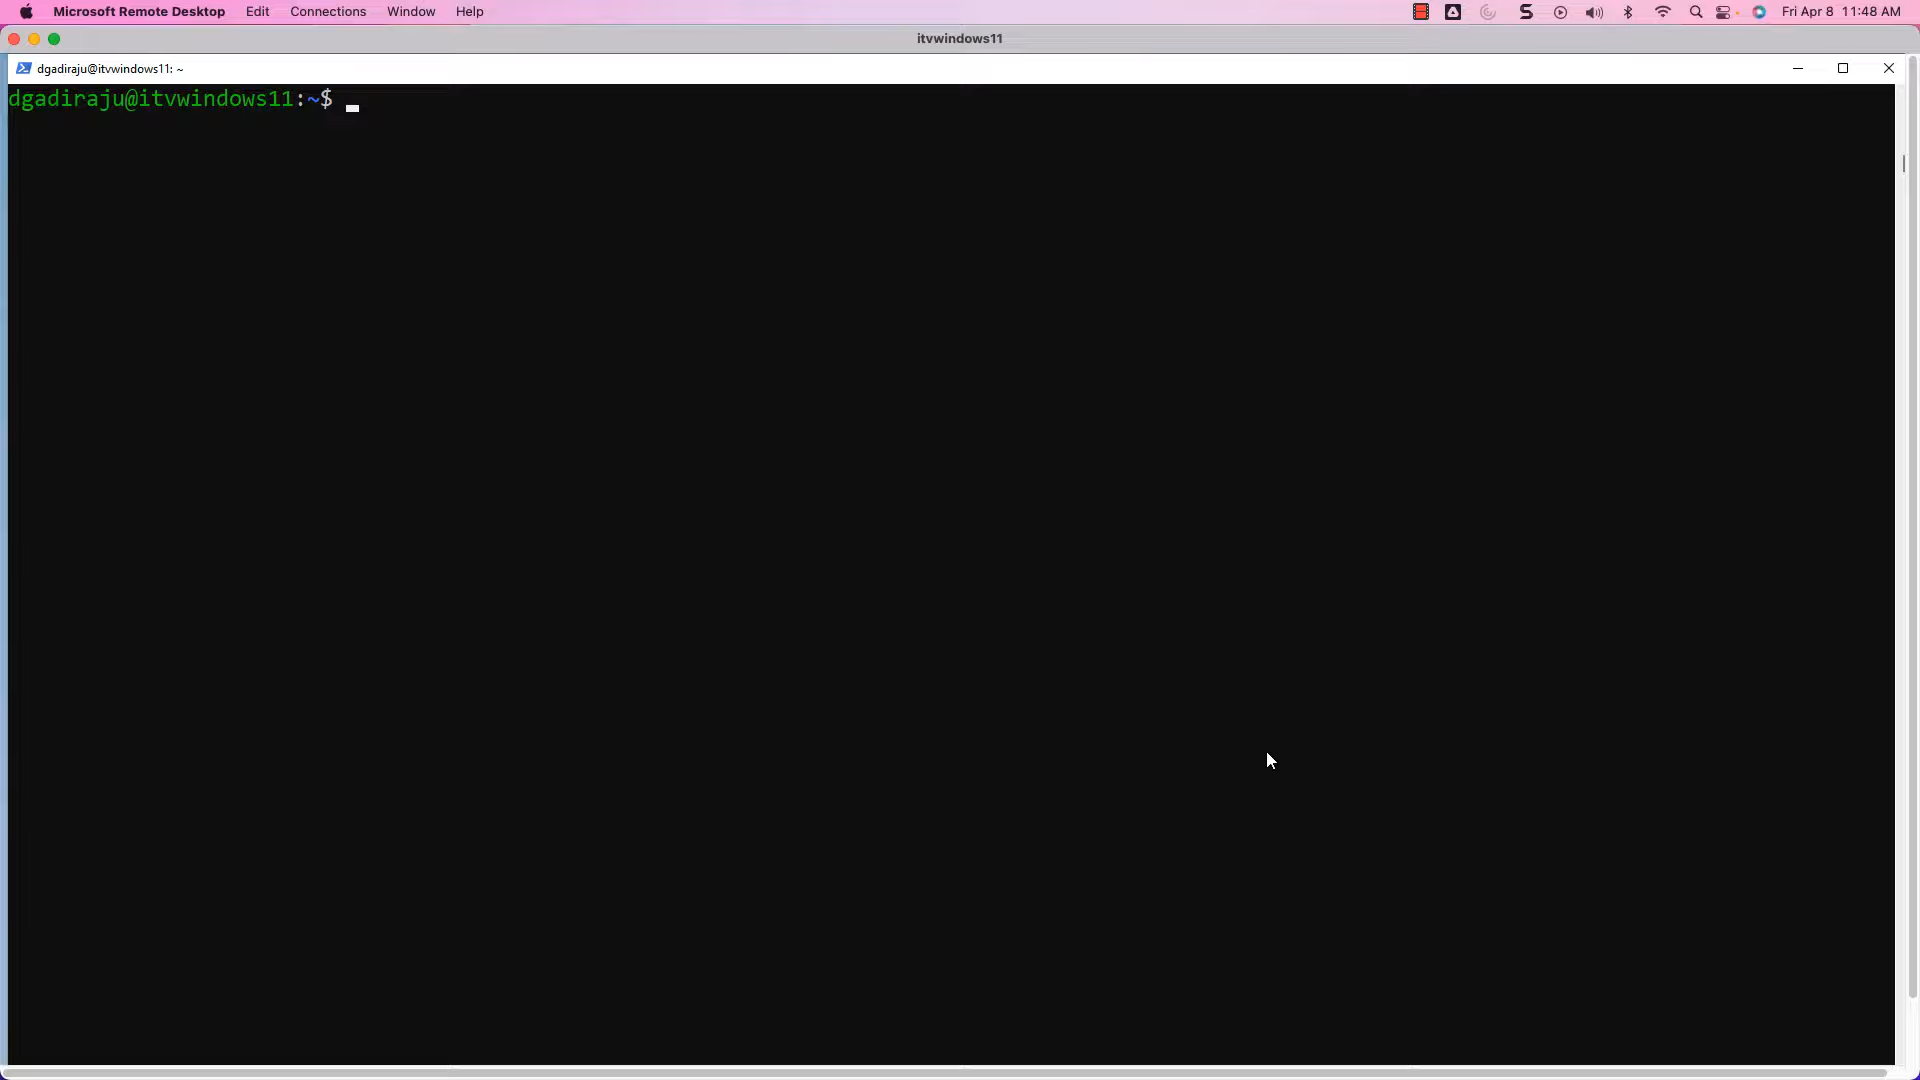 Microsoft Remote Desktop Edit Connections Window Help Fri Apr 8 11:48 AM
itvwindows11
dgadiraju@itvwindows11: ~
dgadiraju@itvwindows11:~$